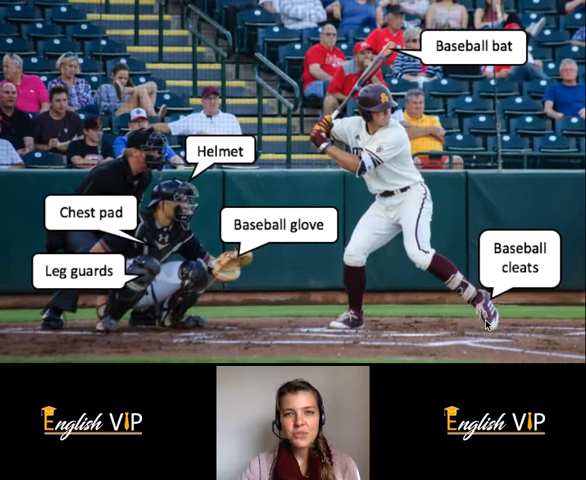 Baseball bat
Helmet
Chest pad
Baseball glove
Leg guards
Baseball
cleats
English VIP
English VIP